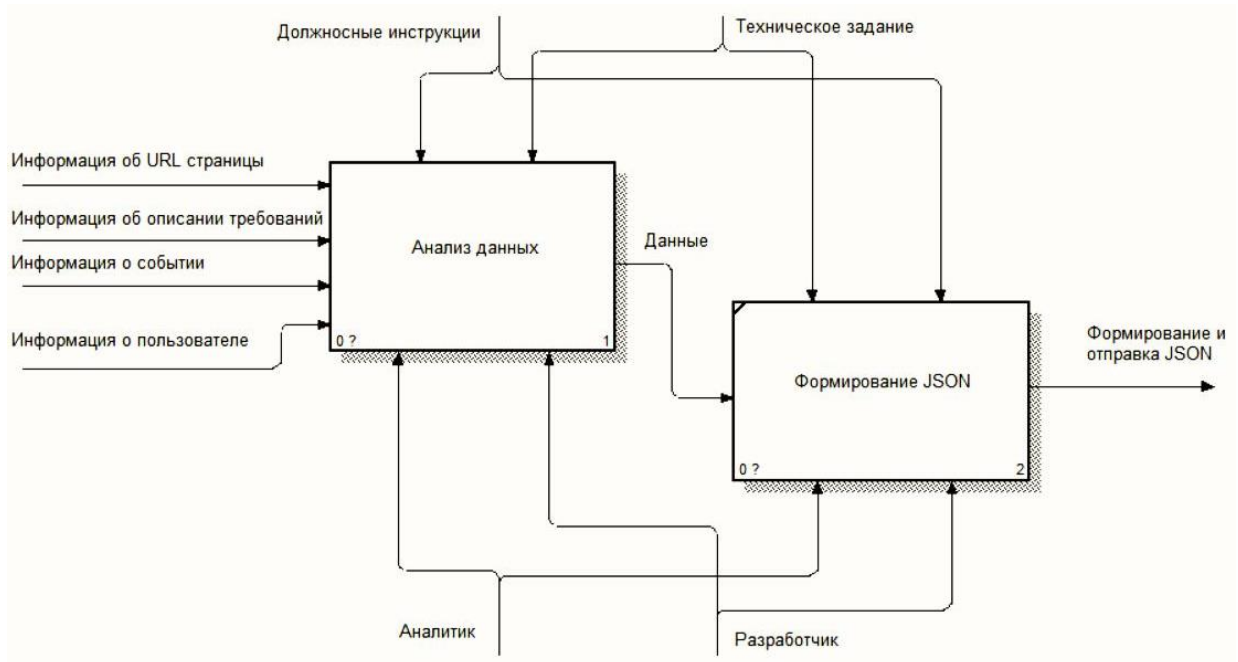 Должносные инструкции
Техническое задание
Информация об URL страницы
Информация об описании требований
Информация о событии
Информация о пользователе
Анализ данных
0 ?
1
Данные
Формирование JSON
0 ?
2
Формирование и
отправка JSON
Аналитик
Разработчик